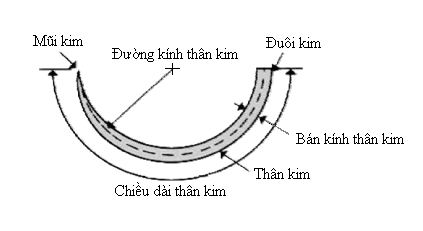 Mũi kim
Đường kính thân kim
Đuôi kim
Bán kính thân kim
Thân kim
Chiều dài thân kim